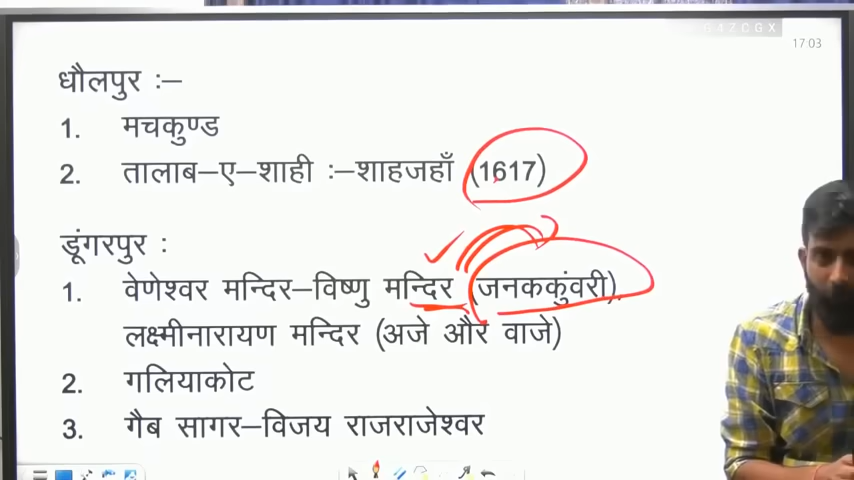 G1ZCGX
17:03
धौलपुर :–
1. मचकुण्ड
2. तालाब–ए–शाही :–शाहजहाँ (1617)
डूंगरपुर :
1. वेणेश्वर मन्दिर–विष्णु मन्दिर (जनककुंवरी),
लक्ष्मीनारायण मन्दिर (अजे और वाजे)
2. गलियाकोट
3. गैब सागर–विजय राजराजेश्वर